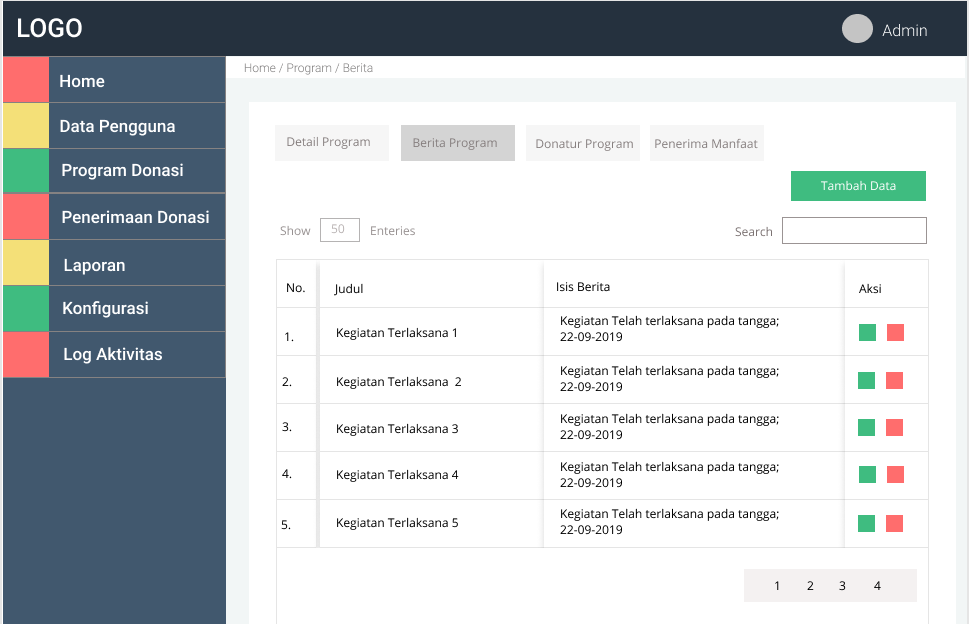 LOGO
Admin
Home
Data Pengguna
Program Donasi
Penerimaan Donasi
Laporan
Konfigurasi
Log Aktivitas
Home / Program / Berita
Detail Program
Berita Program
Donatur Program
Penerima Manfaat
Tambah Data
Show 50 Enteries
Search
No. Judul Isis Berita Aksi
1. Kegiatan Terlaksana 1 Kegiatan Telah terlaksana pada tangga;
22-09-2019
2. Kegiatan Terlaksana 2 Kegiatan Telah terlaksana pada tangga;
22-09-2019
3. Kegiatan Terlaksana 3 Kegiatan Telah terlaksana pada tangga;
22-09-2019
4. Kegiatan Terlaksana 4 Kegiatan Telah terlaksana pada tangga;
22-09-2019
5. Kegiatan Terlaksana 5 Kegiatan Telah terlaksana pada tangga;
22-09-2019
1 2 3 4